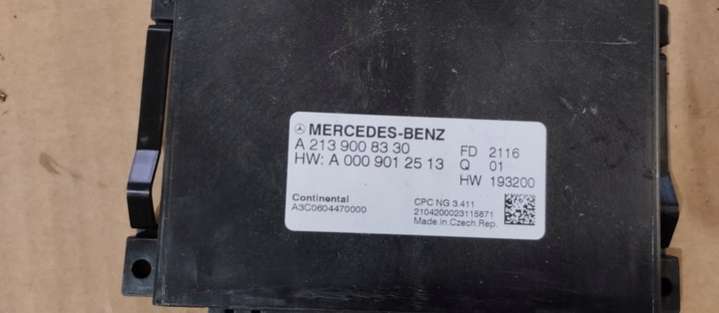 MERCEDES-BENZ
A 213 900 83 30
HW: A 000 901 25 13
FD 2116
Q 01
HW 193200
Continental
A3C0604470000
CPC NG 3.411
2104200023115871
Made in Czech.Rep.